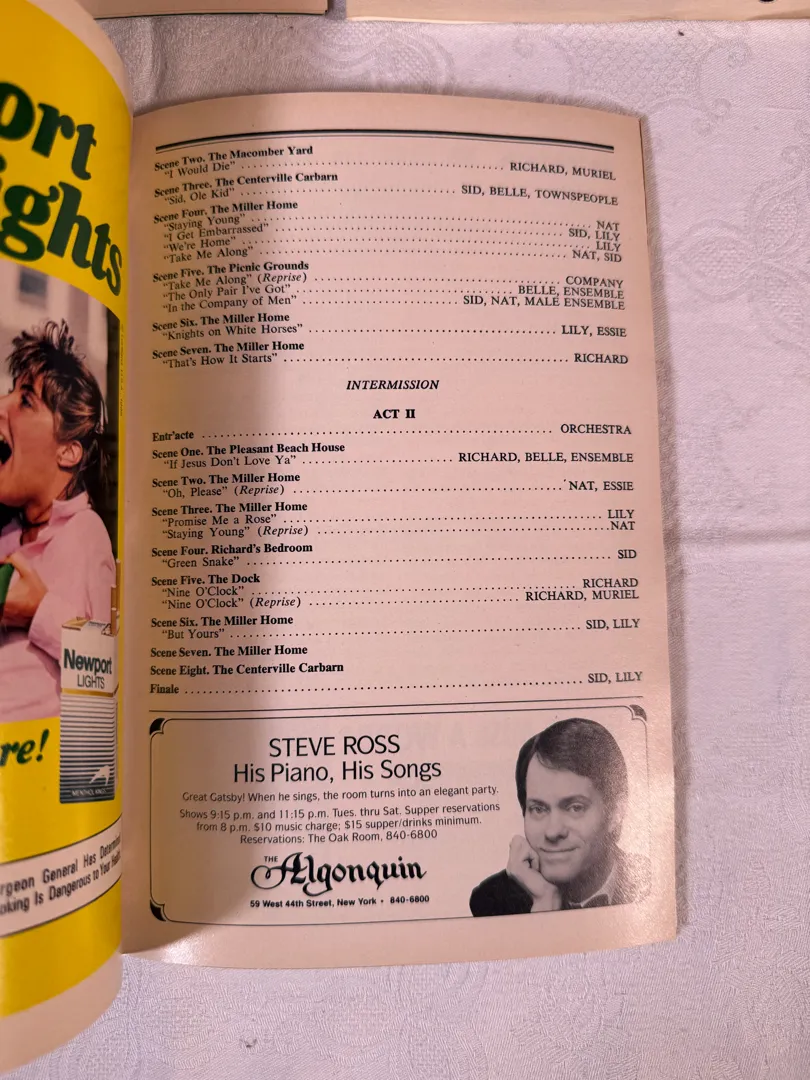 ort
ights
re!
Newport
LIGHTS
MENTHOL KINGS
rgeon General Has Determined
oking Is Dangerous to Your Health.
Scene Two. The Macomber Yard
"I Would Die" RICHARD, MURIEL
Scene Three. The Centerville Carbarn
"Sid, Ole Kid" SID, BELLE, TOWNSPEOPLE
Scene Four. The Miller Home
"Staying Young" NAT
"I Get Embarrassed" SID, LILY
"We're Home" LILY
"Take Me Along" NAT, SID
Scene Five. The Picnic Grounds
"Take Me Along" (Reprise) COMPANY
"The Only Pair I've Got" BELLE, ENSEMBLE
"In the Company of Men" SID, NAT, MALE ENSEMBLE
Scene Six. The Miller Home
"Knights on White Horses" LILY, ESSIE
Scene Seven. The Miller Home
"That's How It Starts" RICHARD
INTERMISSION
ACT II
Entr'acte ORCHESTRA
Scene One. The Pleasant Beach House
"If Jesus Don't Love Ya" RICHARD, BELLE, ENSEMBLE
Scene Two. The Miller Home
"Oh, Please" (Reprise) NAT, ESSIE
Scene Three. The Miller Home
"Promise Me a Rose" LILY
"Staying Young" (Reprise) NAT
Scene Four. Richard's Bedroom
"Green Snake" SID
Scene Five. The Dock
"Nine O'Clock" RICHARD
"Nine O'Clock" (Reprise) RICHARD, MURIEL
Scene Six. The Miller Home
"But Yours" SID, LILY
Scene Seven. The Miller Home
Scene Eight. The Centerville Carbarn
Finale SID, LILY
STEVE ROSS
His Piano, His Songs
Great Gatsby! When he sings, the room turns into an elegant party.
Shows 9:15 p.m. and 11:15 p.m. Tues. thru Sat. Supper reservations
from 8 p.m. $10 music charge; $15 supper/drinks minimum.
Reservations: The Oak Room, 840-6800
THE
Algonquin
59 West 44th Street, New York • 840-6800